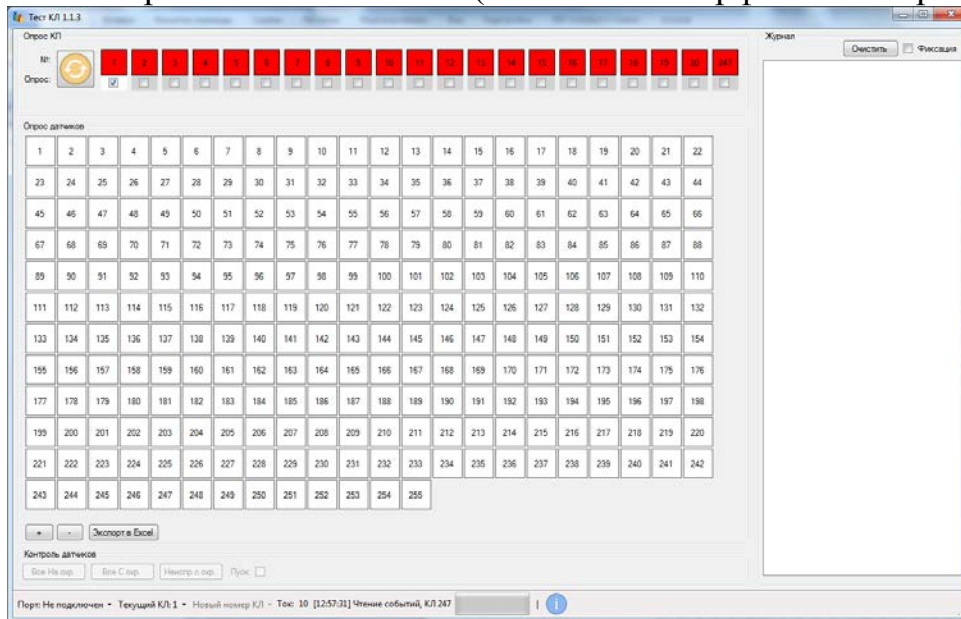 Тест КЛ 1.1.3
Опрос КП
№:
1 2 3 4 5 6 7 8 9 10 11 12 13 14 15 16 17 18 19 20 247
Опрос:
Журнал
Очистить Фиксация
Опрос датчиков
1 2 3 4 5 6 7 8 9 10 11 12 13 14 15 16 17 18 19 20 21 22
23 24 25 26 27 28 29 30 31 32 33 34 35 36 37 38 39 40 41 42 43 44
45 46 47 48 49 50 51 52 53 54 55 56 57 58 59 60 61 62 63 64 65 66
67 68 69 70 71 72 73 74 75 76 77 78 79 80 81 82 83 84 85 86 87 88
89 90 91 92 93 94 95 96 97 98 99 100 101 102 103 104 105 106 107 108 109 110
111 112 113 114 115 116 117 118 119 120 121 122 123 124 125 126 127 128 129 130 131 132
133 134 135 136 137 138 139 140 141 142 143 144 145 146 147 148 149 150 151 152 153 154
155 156 157 158 159 160 161 162 163 164 165 166 167 168 169 170 171 172 173 174 175 176
177 178 179 180 181 182 183 184 185 186 187 188 189 190 191 192 193 194 195 196 197 198
199 200 201 202 203 204 205 206 207 208 209 210 211 212 213 214 215 216 217 218 219 220
221 222 223 224 225 226 227 228 229 230 231 232 233 234 235 236 237 238 239 240 241 242
243 244 245 246 247 248 249 250 251 252 253 254 255
+ - Экспорт в Excel
Контроль датчиков
Все На охр. Все С охр. Неиспр с охр. Пуск
Порт: Не подключен Текущий КЛ: 1 Новый номер КЛ Ток: 10 [12:57:31] Чтение событий, КЛ 247